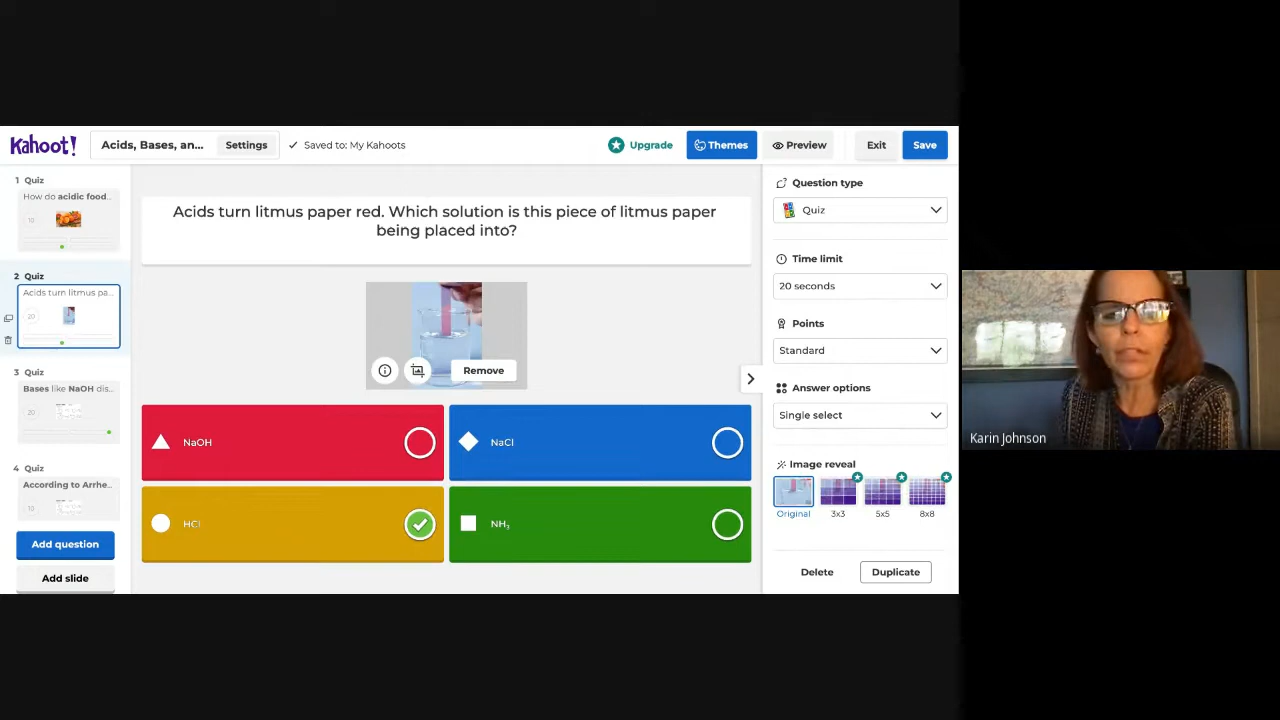 Kahoot!
Acids, Bases, an...
Settings
Saved to: My Kahoots
Upgrade
Themes
Preview
Exit
Save
1 Quiz
How do acidic food...
10
2 Quiz
Acids turn litmus pa...
20
3 Quiz
Bases like NaOH dis...
20
4 Quiz
According to Arrhe...
10
Add question
Add slide
Acids turn litmus paper red. Which solution is this piece of litmus paper
being placed into?
Remove
NaOH
NaCl
HCl
NH₃
Question type
Quiz
Time limit
20 seconds
Points
Standard
Answer options
Single select
Image reveal
Original
3x3
5x5
8x8
Delete
Duplicate
Karin Johnson